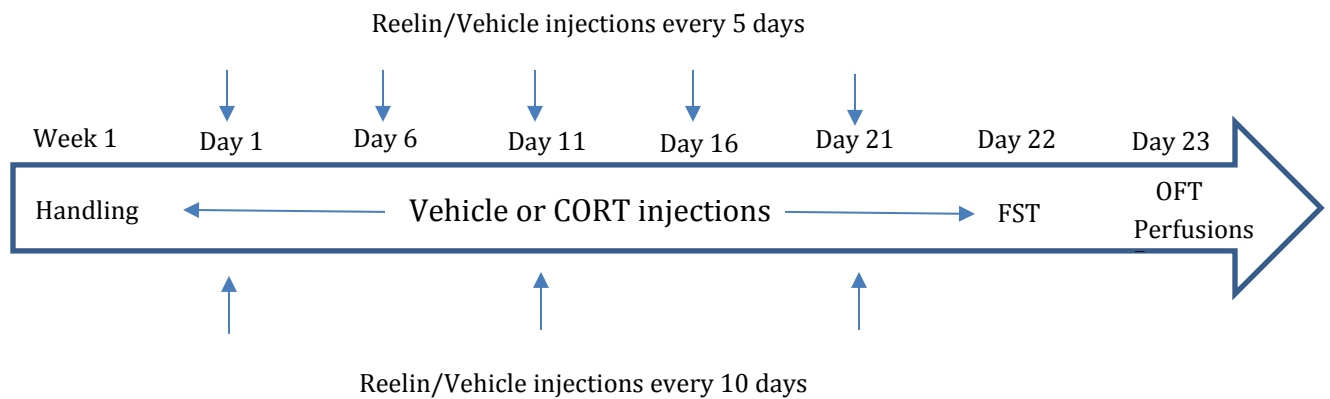 Reelin/Vehicle injections every 5 days
Week 1 Day 1 Day 6 Day 11 Day 16 Day 21 Day 22 Day 23
Handling Vehicle or CORT injections FST OFT
Perfusions
Reelin/Vehicle injections every 10 days